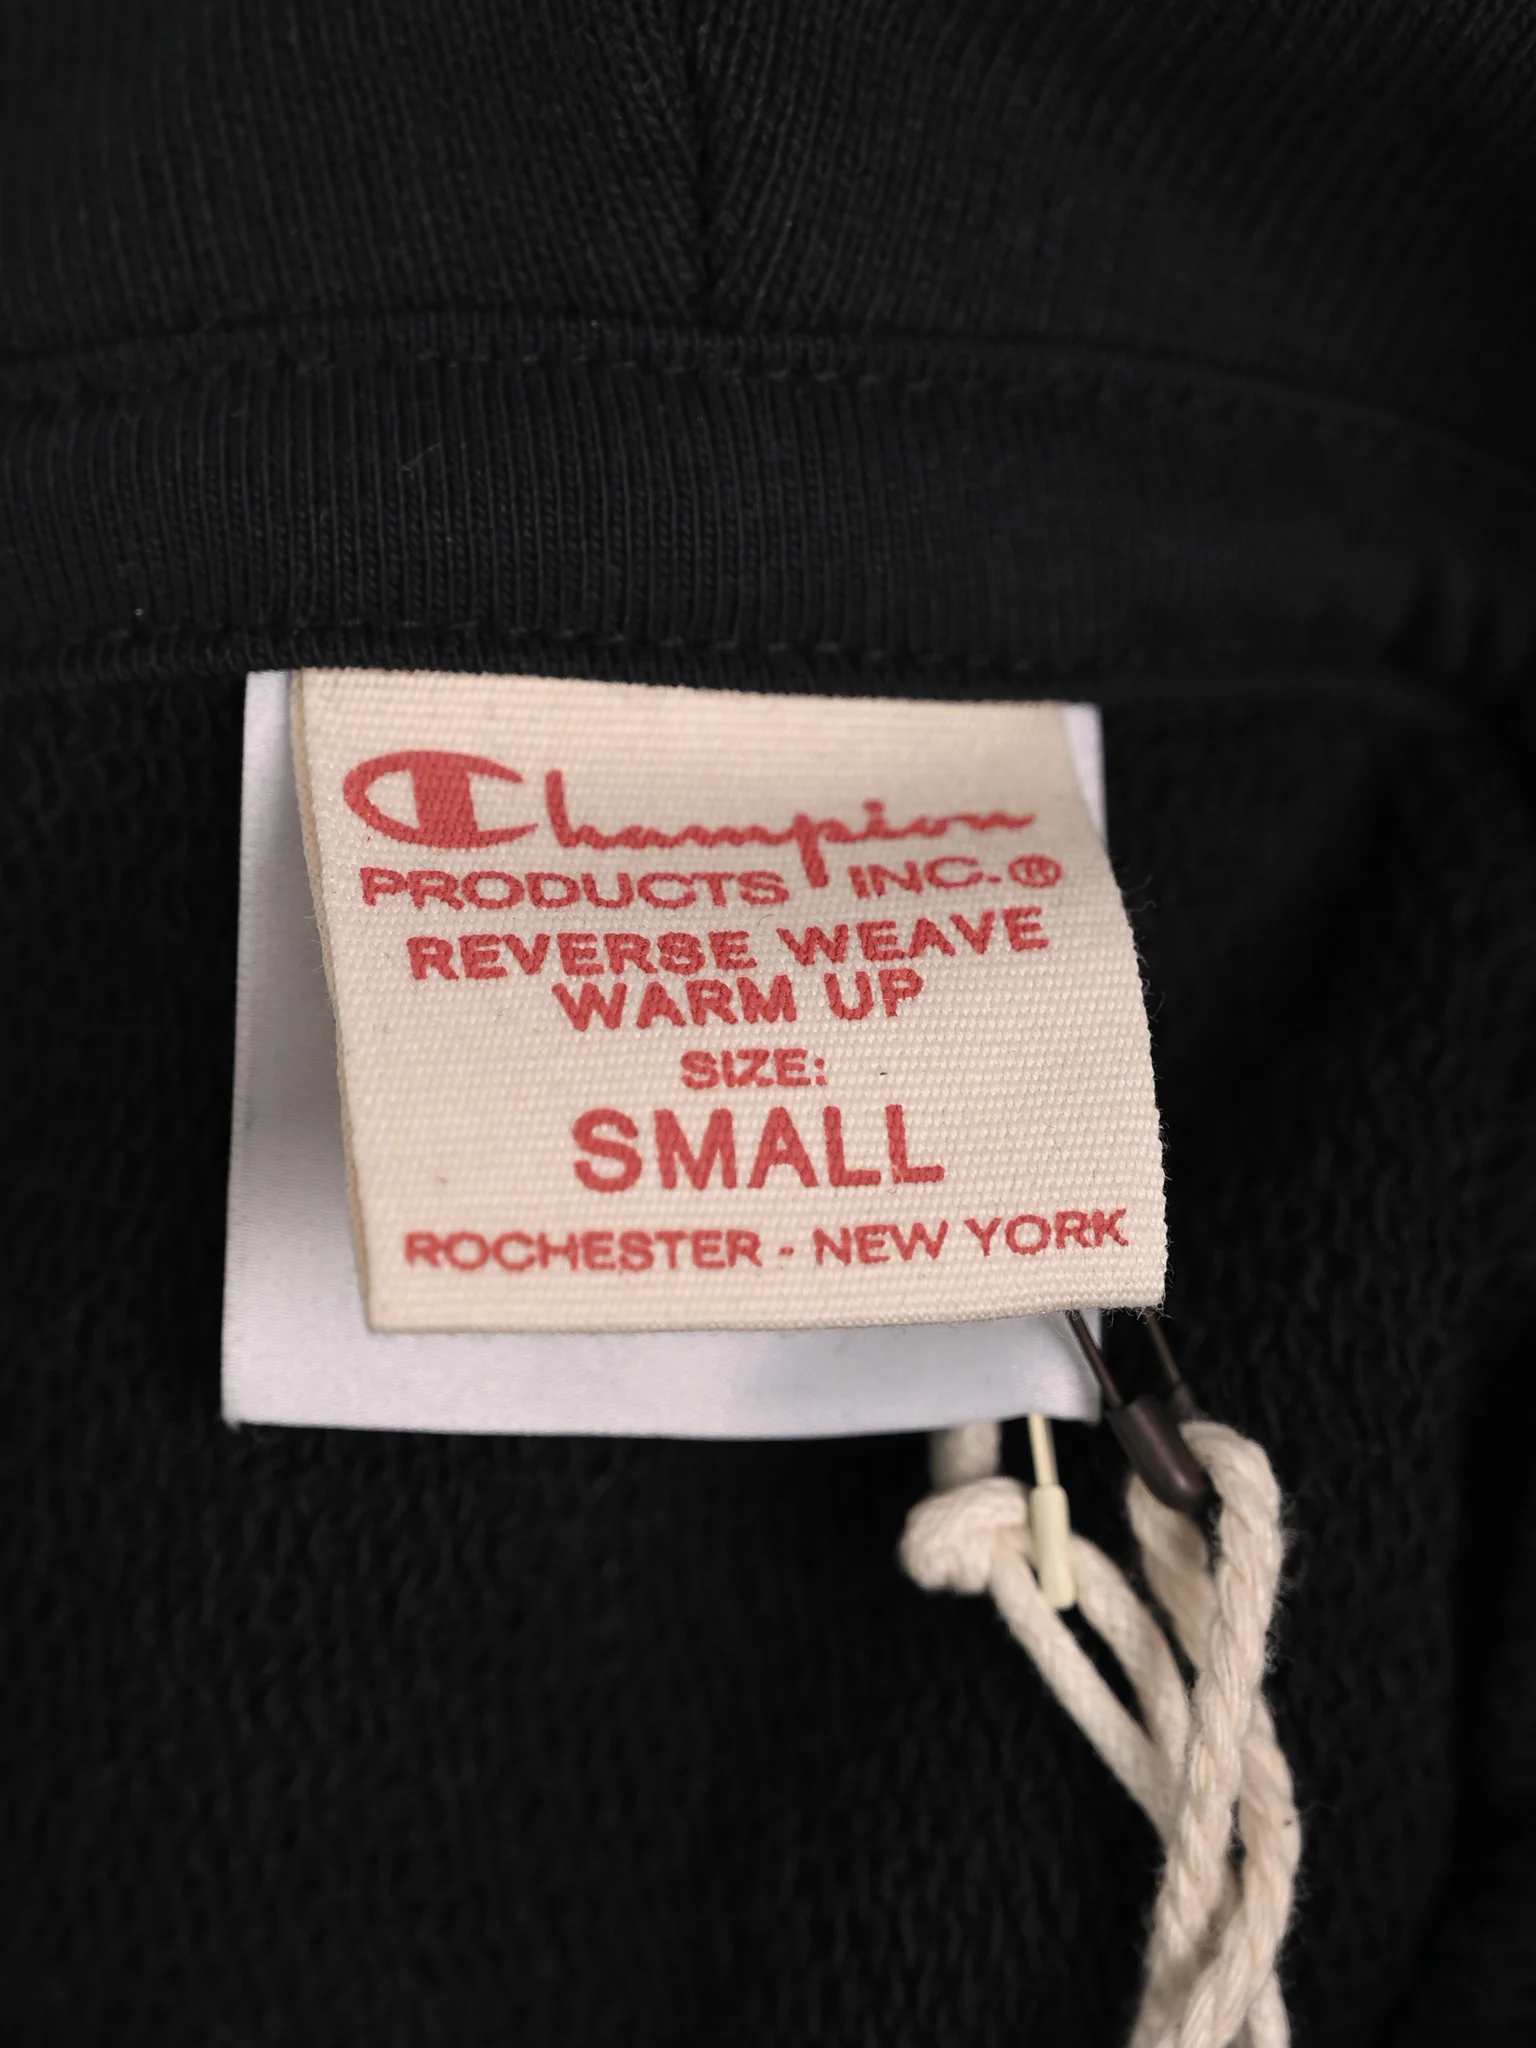 Champion
PRODUCTS INC.®
REVERSE WEAVE
WARM UP
SIZE:
SMALL
ROCHESTER - NEW YORK